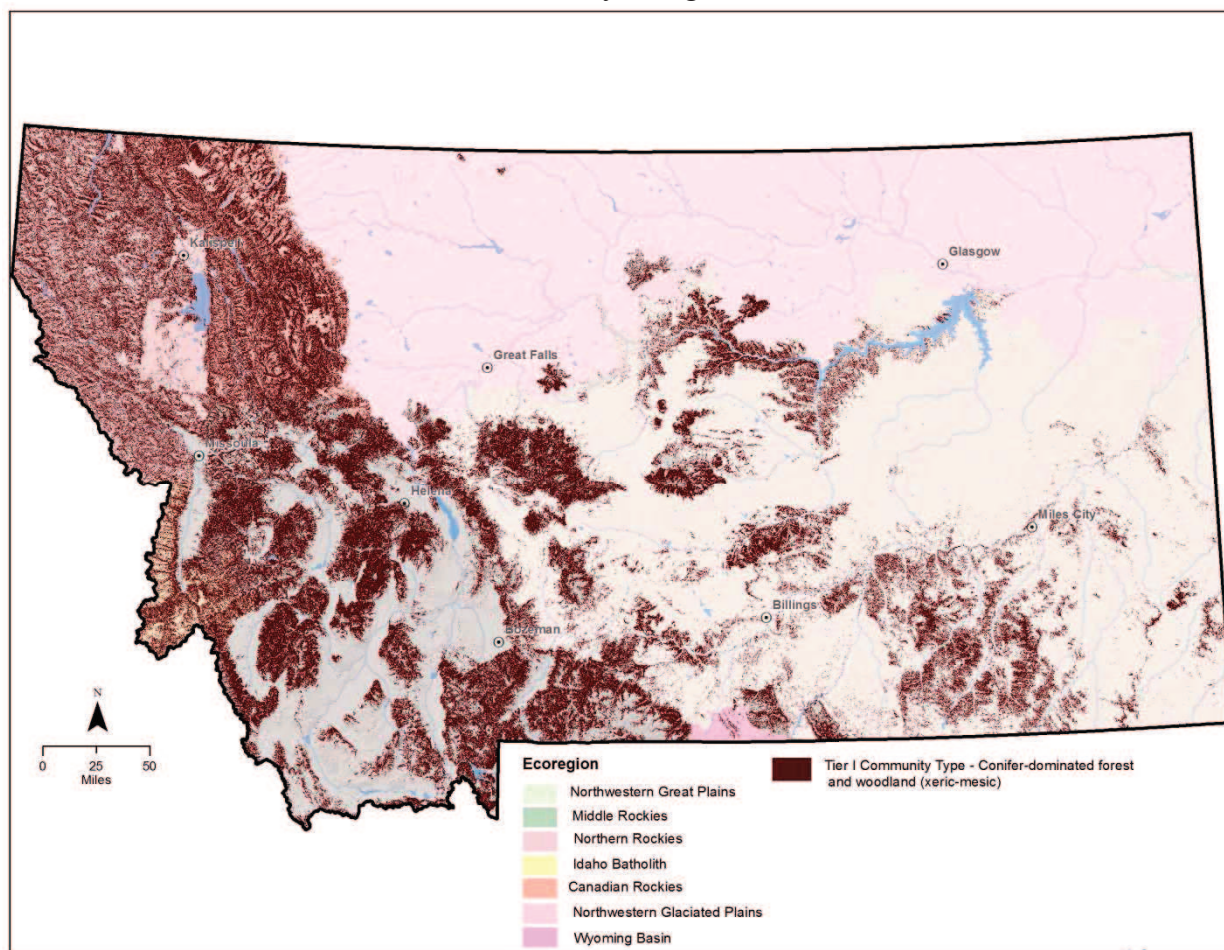 Kalispell
Glasgow
Great Falls
Missoula
Helena
Miles City
Billings
Bozeman
N
0 25 50
Miles
Ecoregion
Northwestern Great Plains
Middle Rockies
Northern Rockies
Idaho Batholith
Canadian Rockies
Northwestern Glaciated Plains
Wyoming Basin
Tier I Community Type - Conifer-dominated forest
and woodland (xeric-mesic)